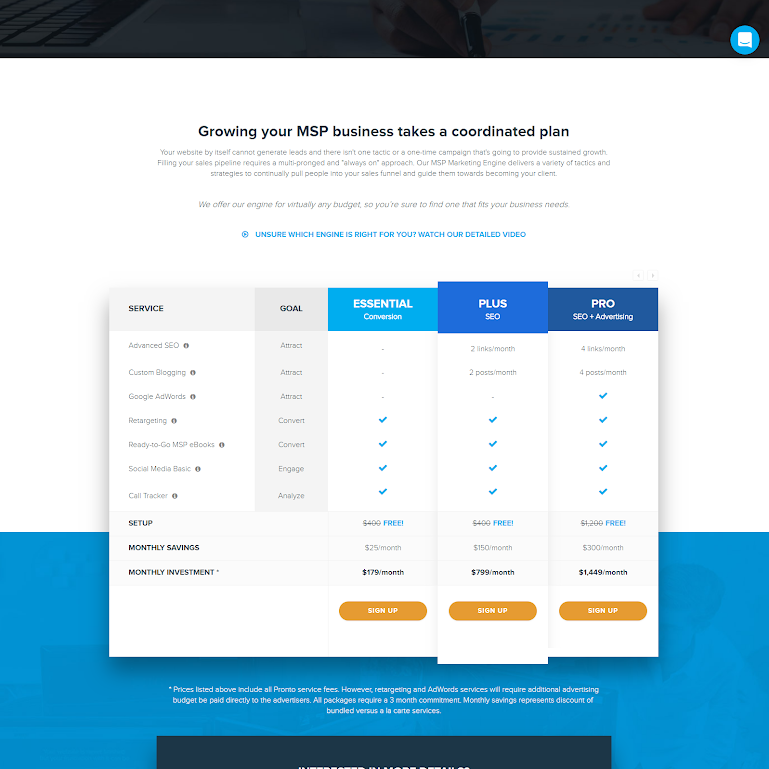 Growing your MSP business takes a coordinated plan
Your website by itself cannot generate leads and there isn't one tactic or a one-time campaign that's going to provide sustained growth.
Filling your sales pipeline requires a multi-pronged and "always on" approach. Our MSP Marketing Engine delivers a variety of tactics and
strategies to continually pull people into your sales funnel and guide them towards becoming your client.
We offer our engine for virtually any budget, so you're sure to find one that fits your business needs.
UNSURE WHICH ENGINE IS RIGHT FOR YOU? WATCH OUR DETAILED VIDEO
SERVICE GOAL ESSENTIAL PLUS PRO
Conversion SEO SEO + Advertising
Advanced SEO Attract - 2 links/month 4 links/month
Custom Blogging Attract - 2 posts/month 4 posts/month
Google AdWords Attract - -
Retargeting Convert
Ready-to-Go MSP eBooks Convert
Social Media Basic Engage
Call Tracker Analyze
SETUP $400 FREE! $400 FREE! $1,200 FREE!
MONTHLY SAVINGS $25/month $150/month $300/month
MONTHLY INVESTMENT * $179/month $799/month $1,449/month
SIGN UP SIGN UP SIGN UP
* Prices listed above include all Pronto service fees. However, retargeting and AdWords services will require additional advertising
budget be paid directly to the advertisers. All packages require a 3 month commitment. Monthly savings represents discount of
bundled versus a la carte services.
INTERESTED IN MORE DETAILS?